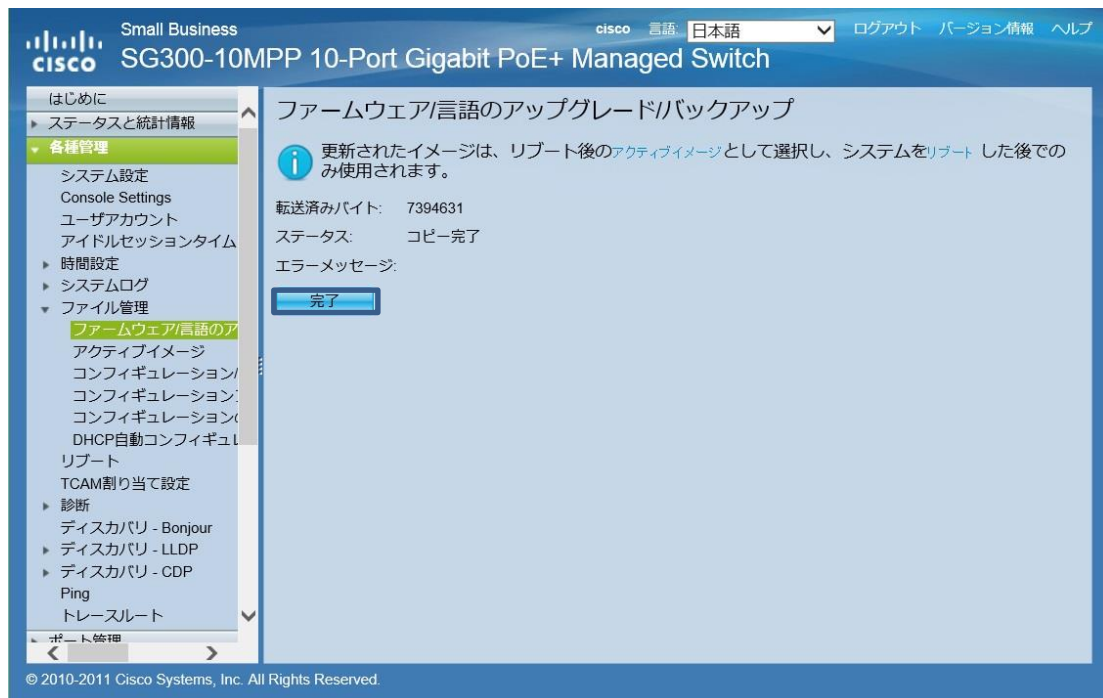 Small Business
cisco 言語: 日本語 ログアウト バージョン情報 ヘルプ
CISCO SG300-10MPP 10-Port Gigabit PoE+ Managed Switch
はじめに
ステータスと統計情報
各種管理
システム設定
Console Settings
ユーザアカウント
アイドルセッションタイム
時間設定
システムログ
ファイル管理
ファームウェア/言語のア
アクティブイメージ
コンフィギュレーション/
コンフィギュレーション
コンフィギュレーション
DHCP自動コンフィギュ
リブート
TCAM割り当て設定
診断
ディスカバリ - Bonjour
ディスカバリ - LLDP
ディスカバリ - CDP
Ping
トレースルート
ポート管理
ファームウェア/言語のアップグレード/バックアップ
更新されたイメージは、リブート後のアクティブイメージとして選択し、システムをリブート した後での
み使用されます。
転送済みバイト: 7394631
ステータス: コピー完了
エラーメッセージ:
完了
© 2010-2011 Cisco Systems, Inc. All Rights Reserved.